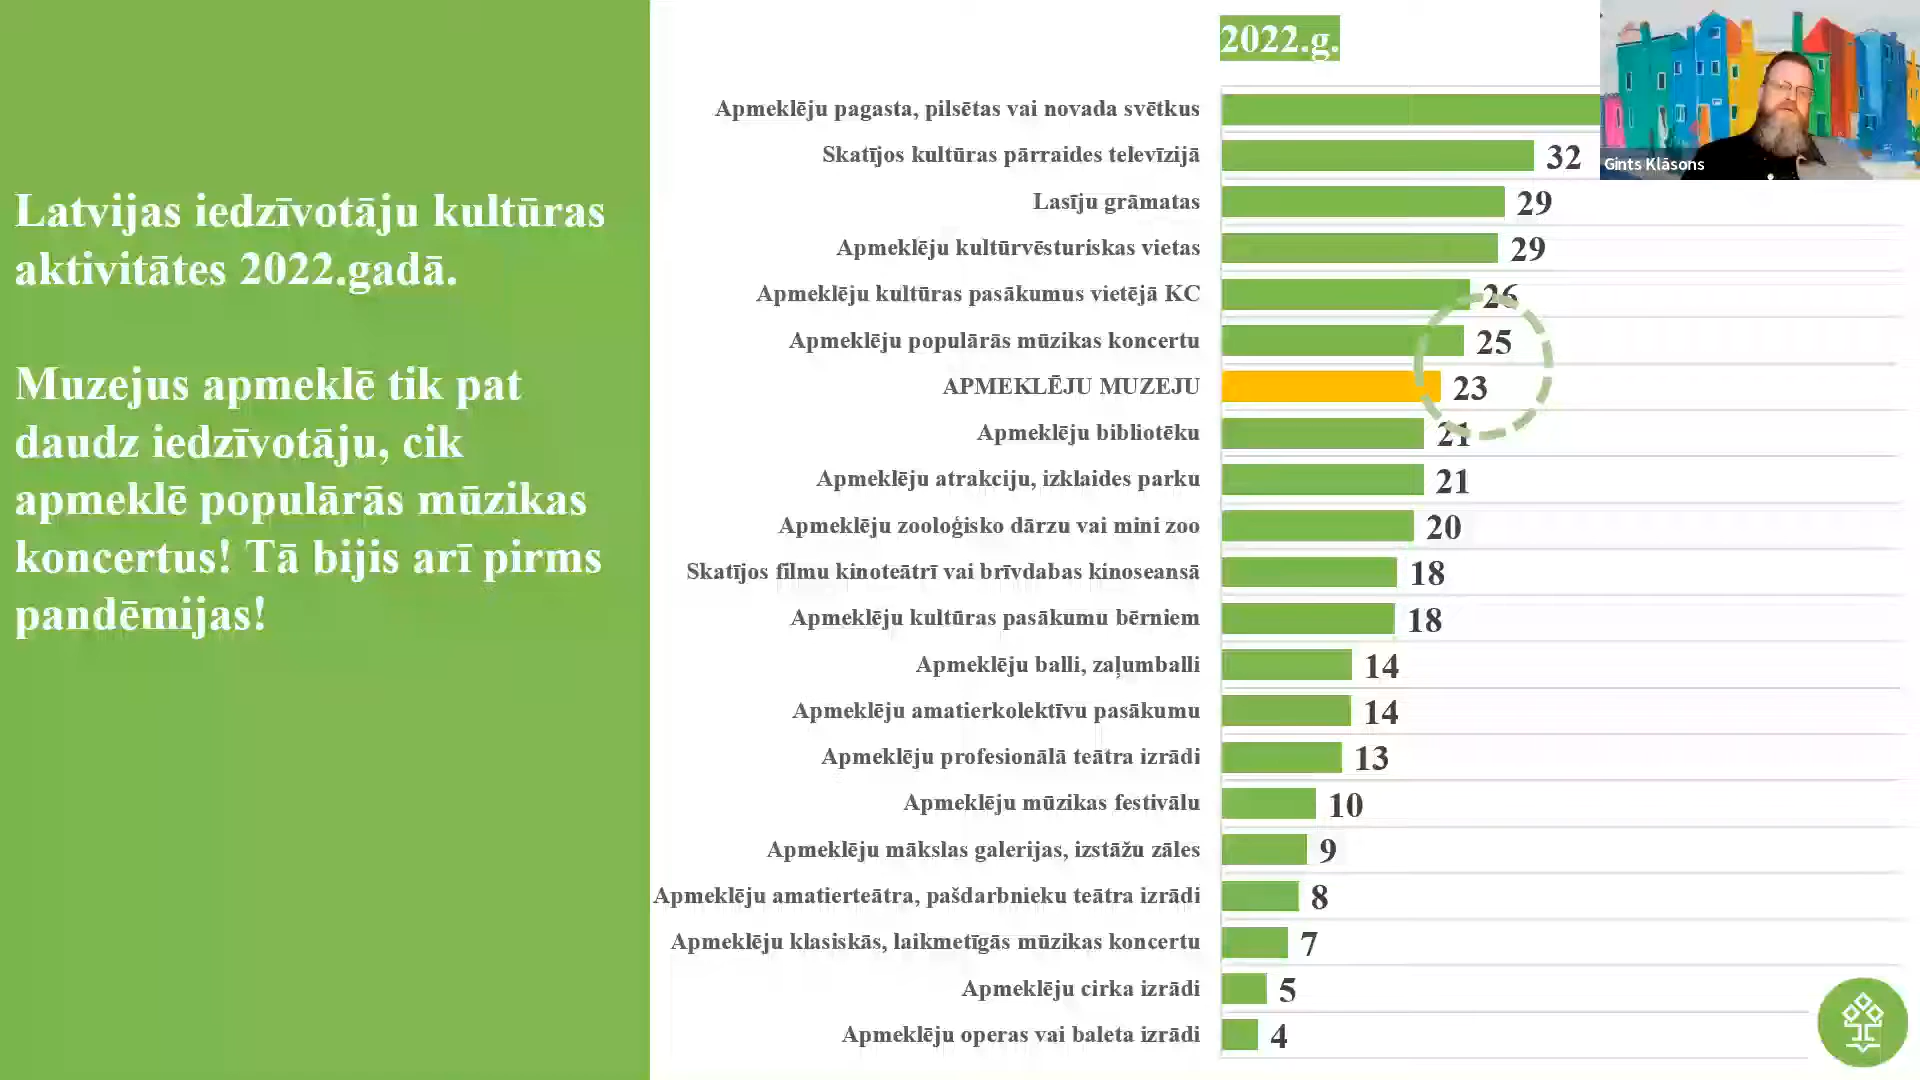 Latvijas iedzīvotāju kultūras
aktivitātes 2022.gadā.
Muzejus apmeklē tik pat
daudz iedzīvotāju, cik
apmeklē populārās mūzikas
koncertus! Tā bijis arī pirms
pandēmijas!
2022.g.
Apmeklēju pagasta, pilsētas vai novada svētkus
Skatījos kultūras pārraides televīzijā 32
Lasīju grāmatas 29
Apmeklēju kultūrvēsturiskas vietas 29
Apmeklēju kultūras pasākumus vietējā KC 26
Apmeklēju populārās mūzikas koncertu 25
APMEKLĒJU MUZEJU 23
Apmeklēju bibliotēku 21
Apmeklēju atrakciju, izklaides parku 21
Apmeklēju zooloģisko dārzu vai mini zoo 20
Skatījos filmu kinoteātrī vai brīvdabas kinoseansā 18
Apmeklēju kultūras pasākumu bērniem 18
Apmeklēju balli, zaļumballi 14
Apmeklēju amatierkolektīvu pasākumu 14
Apmeklēju profesionālā teātra izrādi 13
Apmeklēju mūzikas festivālu 10
Apmeklēju mākslas galerijas, izstāžu zāles 9
Apmeklēju amatierteātra, pašdarbnieku teātra izrādi 8
Apmeklēju klasiskās, laikmetīgās mūzikas koncertu 7
Apmeklēju cirka izrādi 5
Apmeklēju operas vai baleta izrādi 4
Gints Klāsons